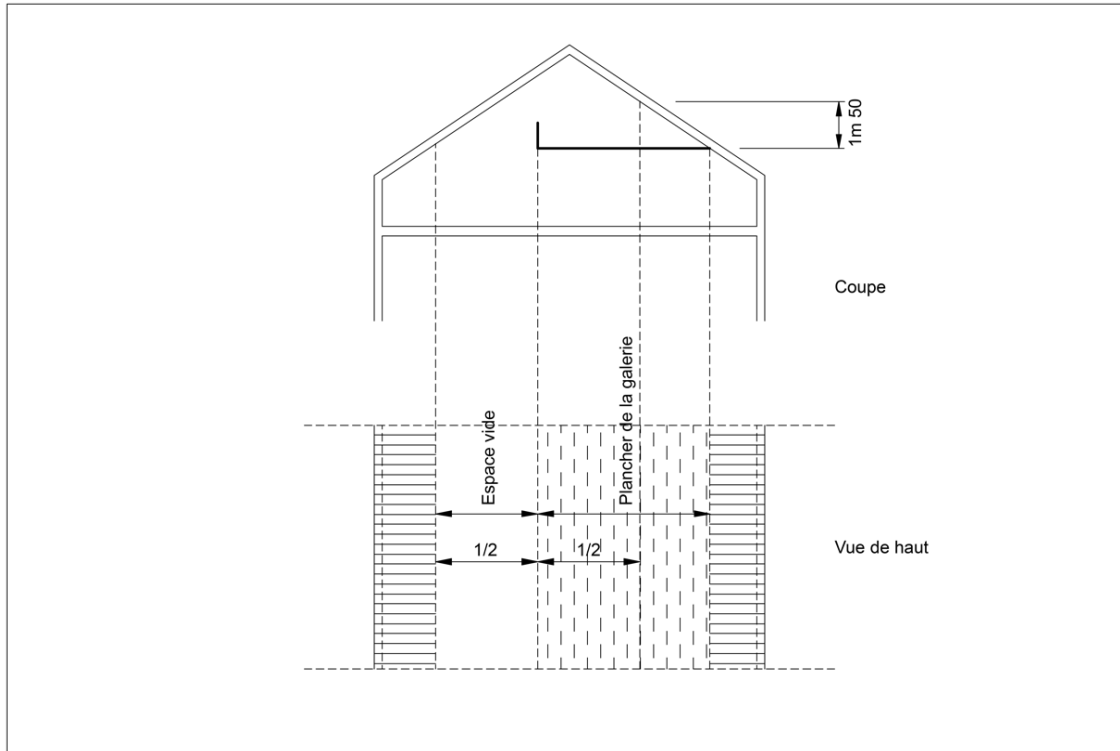 1m 50
Coupe
Espace vide
Plancher de la galerie
1/2
1/2
Vue de haut